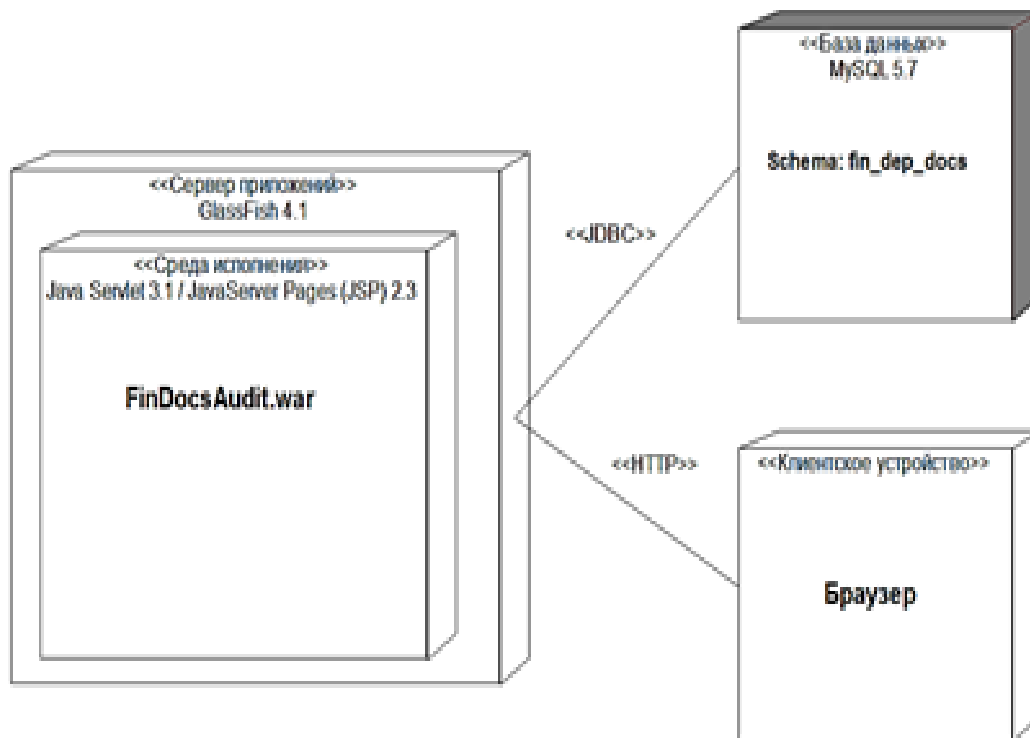 <<Сервер приложений>>
GlassFish 4.1
<<Среда исполнения>>
Java Servlet 3.1 / JavaServer Pages (JSP) 2.3
FinDocsAudit.war
<<JDBC>>
<<HTTP>>
<<База данных>>
MySQL 5.7
Schema: fin_dep_docs
<<Клиентское устройство>>
Браузер